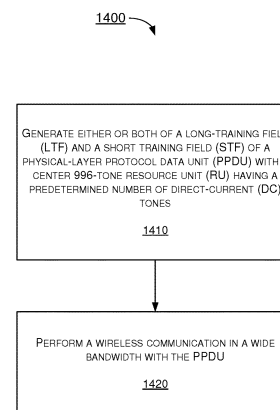 1400
GENERATE EITHER OR BOTH OF A LONG-TRAINING
(LTF) AND A SHORT TRAINING FIELD (STF) OF A
PHYSICAL-LAYER PROTOCOL DATA UNIT (PPDU) WITH
CENTER 996-TONE RESOURCE UNIT (RU) HAVING A
PREDETERMINED NUMBER OF DIRECT-CURRENT (DC)
TONES
1410
PERFORM A WIRELESS COMMUNICATION IN A WIDE
BANDWIDTH WITH THE PPDU
1420